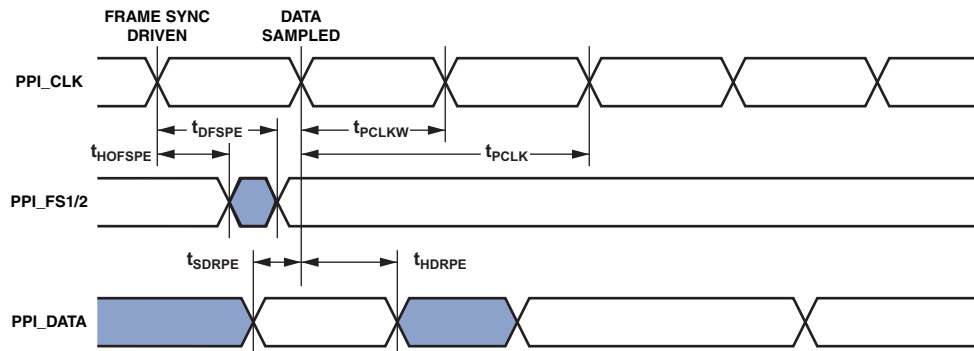 FRAME SYNC
DRIVEN
DATA
SAMPLED
PPI_CLK
tDFSPE
tPCLKW
tHOFSPE
tPCLK
PPI_FS1/2
tSDRPE
tHDRPE
PPI_DATA